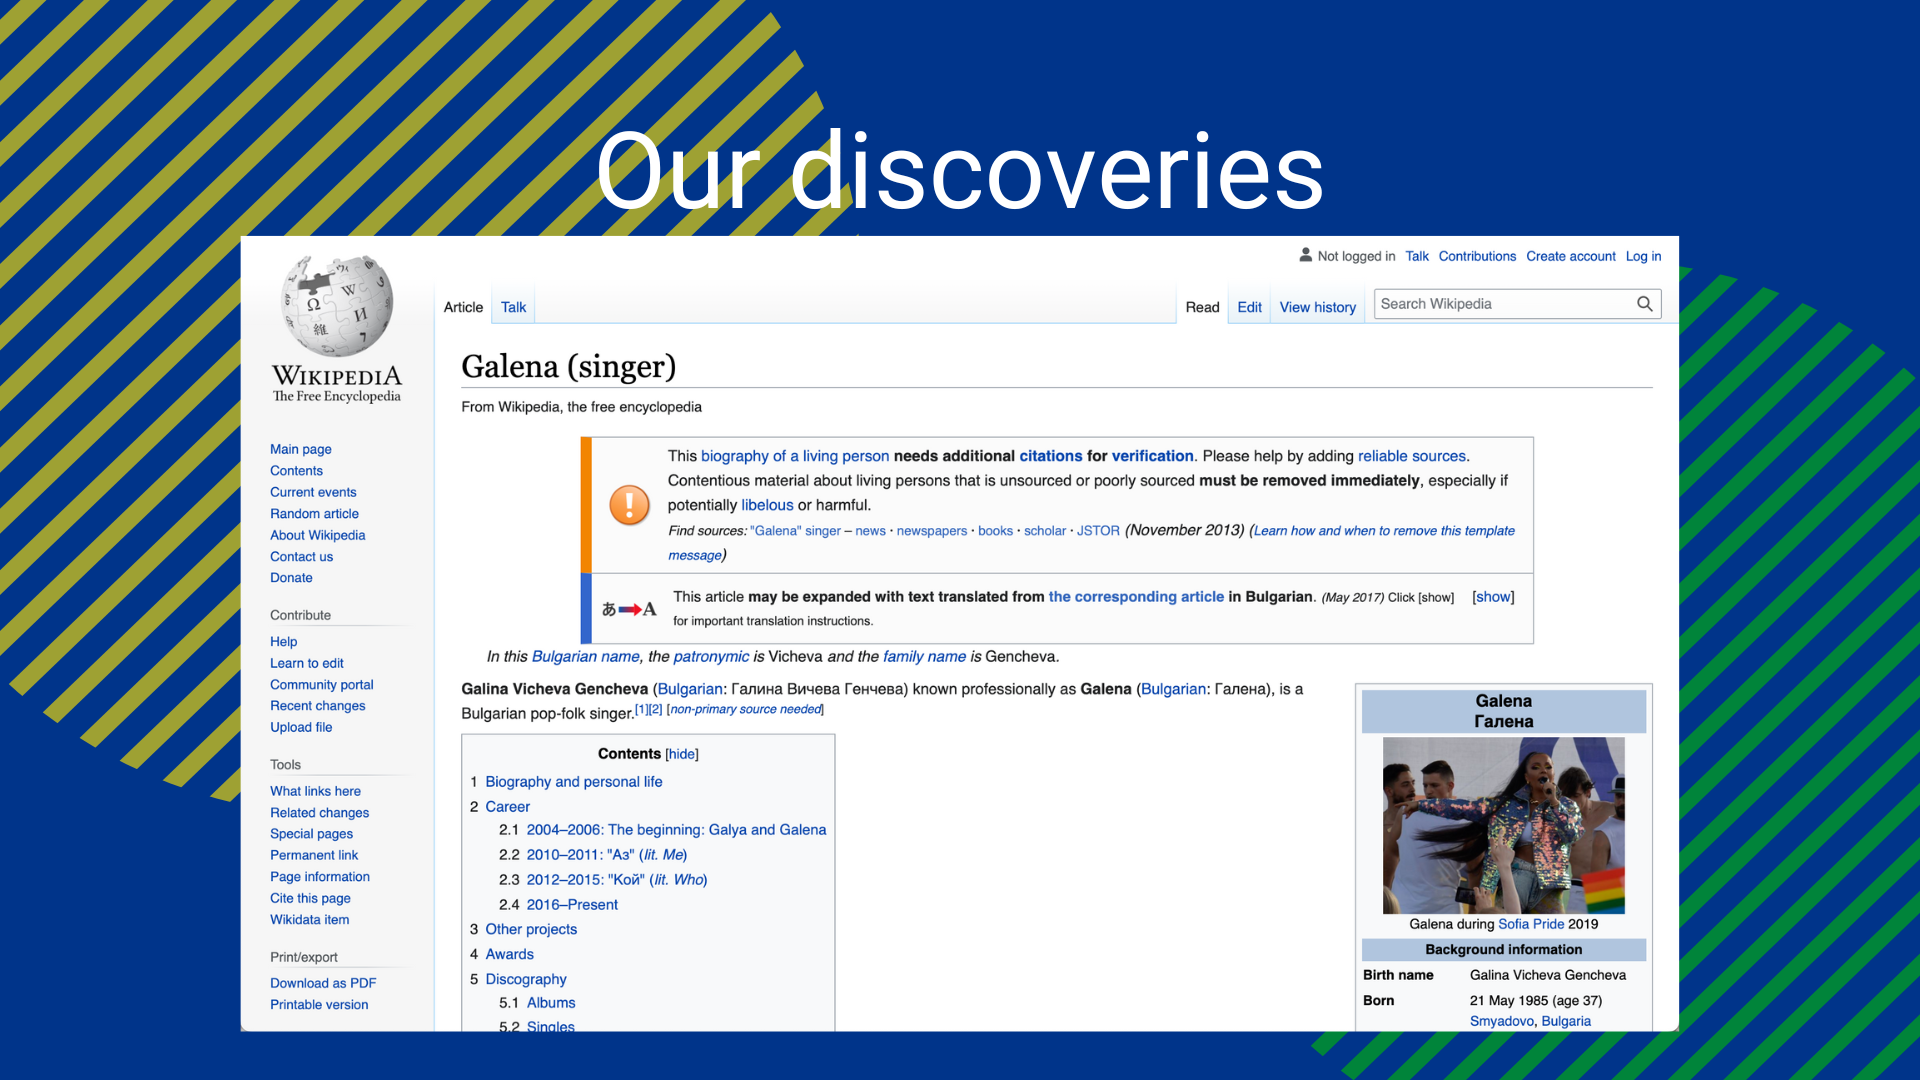 Our discoveries
Not logged in Talk Contributions Create account Log in
Article Talk Read Edit View history Search Wikipedia
WIKIPEDIA
The Free Encyclopedia
Main page
Contents
Current events
Random article
About Wikipedia
Contact us
Donate
Contribute
Help
Learn to edit
Community portal
Recent changes
Upload file
Tools
What links here
Related changes
Special pages
Permanent link
Page information
Cite this page
Wikidata item
Print/export
Download as PDF
Printable version
Galena (singer)
From Wikipedia, the free encyclopedia
This biography of a living person needs additional citations for verification. Please help by adding reliable sources.
Contentious material about living persons that is unsourced or poorly sourced must be removed immediately, especially if
potentially libelous or harmful.
Find sources: "Galena" singer – news · newspapers · books · scholar · JSTOR (November 2013) (Learn how and when to remove this template
message)
This article may be expanded with text translated from the corresponding article in Bulgarian. (May 2017) Click [show] [show]
for important translation instructions.
In this Bulgarian name, the patronymic is Vicheva and the family name is Gencheva.
Galina Vicheva Gencheva (Bulgarian: Галина Вичева Генчева) known professionally as Galena (Bulgarian: Галена), is a
Bulgarian pop-folk singer.[1][2] [non-primary source needed]
Contents [hide]
1 Biography and personal life
2 Career
2.1 2004–2006: The beginning: Galya and Galena
2.2 2010–2011: "Аз" (lit. Me)
2.3 2012–2015: "Кой" (lit. Who)
2.4 2016–Present
3 Other projects
4 Awards
5 Discography
5.1 Albums
5.2 Singles
Galena
Галена
Galena during Sofia Pride 2019
Background information
Birth name Galina Vicheva Gencheva
Born 21 May 1985 (age 37)
Smyadovo, Bulgaria